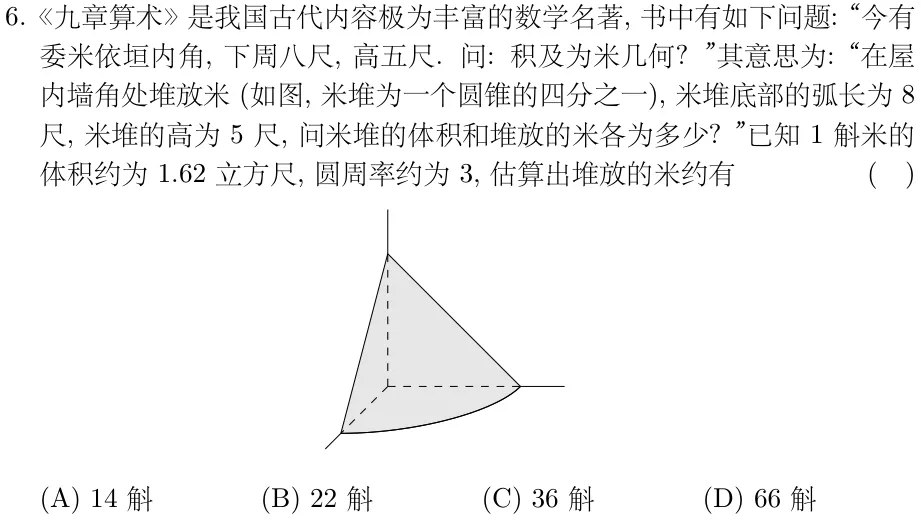 6. 《九章算术》是我国古代内容极为丰富的数学名著, 书中有如下问题: “今有
委米依垣内角, 下周八尺, 高五尺. 问: 积及为米几何? ”其意思为: “在屋
内墙角处堆放米 (如图, 米堆为一个圆锥的四分之一), 米堆底部的弧长为 8
尺, 米堆的高为 5 尺, 问米堆的体积和堆放的米各为多少? ”已知 1 斛米的
体积约为 1.62 立方尺, 圆周率约为 3, 估算出堆放的米约有 ( )
(A) 14 斛 (B) 22 斛 (C) 36 斛 (D) 66 斛